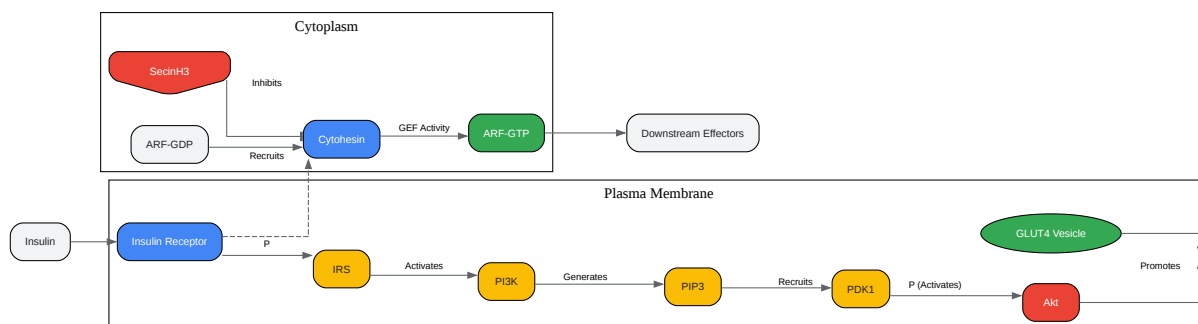 Cytoplasm
SecinH3
Inhibits
ARF-GDP
Recruits
Cytohesin
GEF Activity
ARF-GTP
Downstream Effectors
Plasma Membrane
Insulin
Insulin Receptor
P
IRS
Activates
PI3K
Generates
PIP3
Recruits
PDK1
P (Activates)
Akt
GLUT4 Vesicle
Promotes